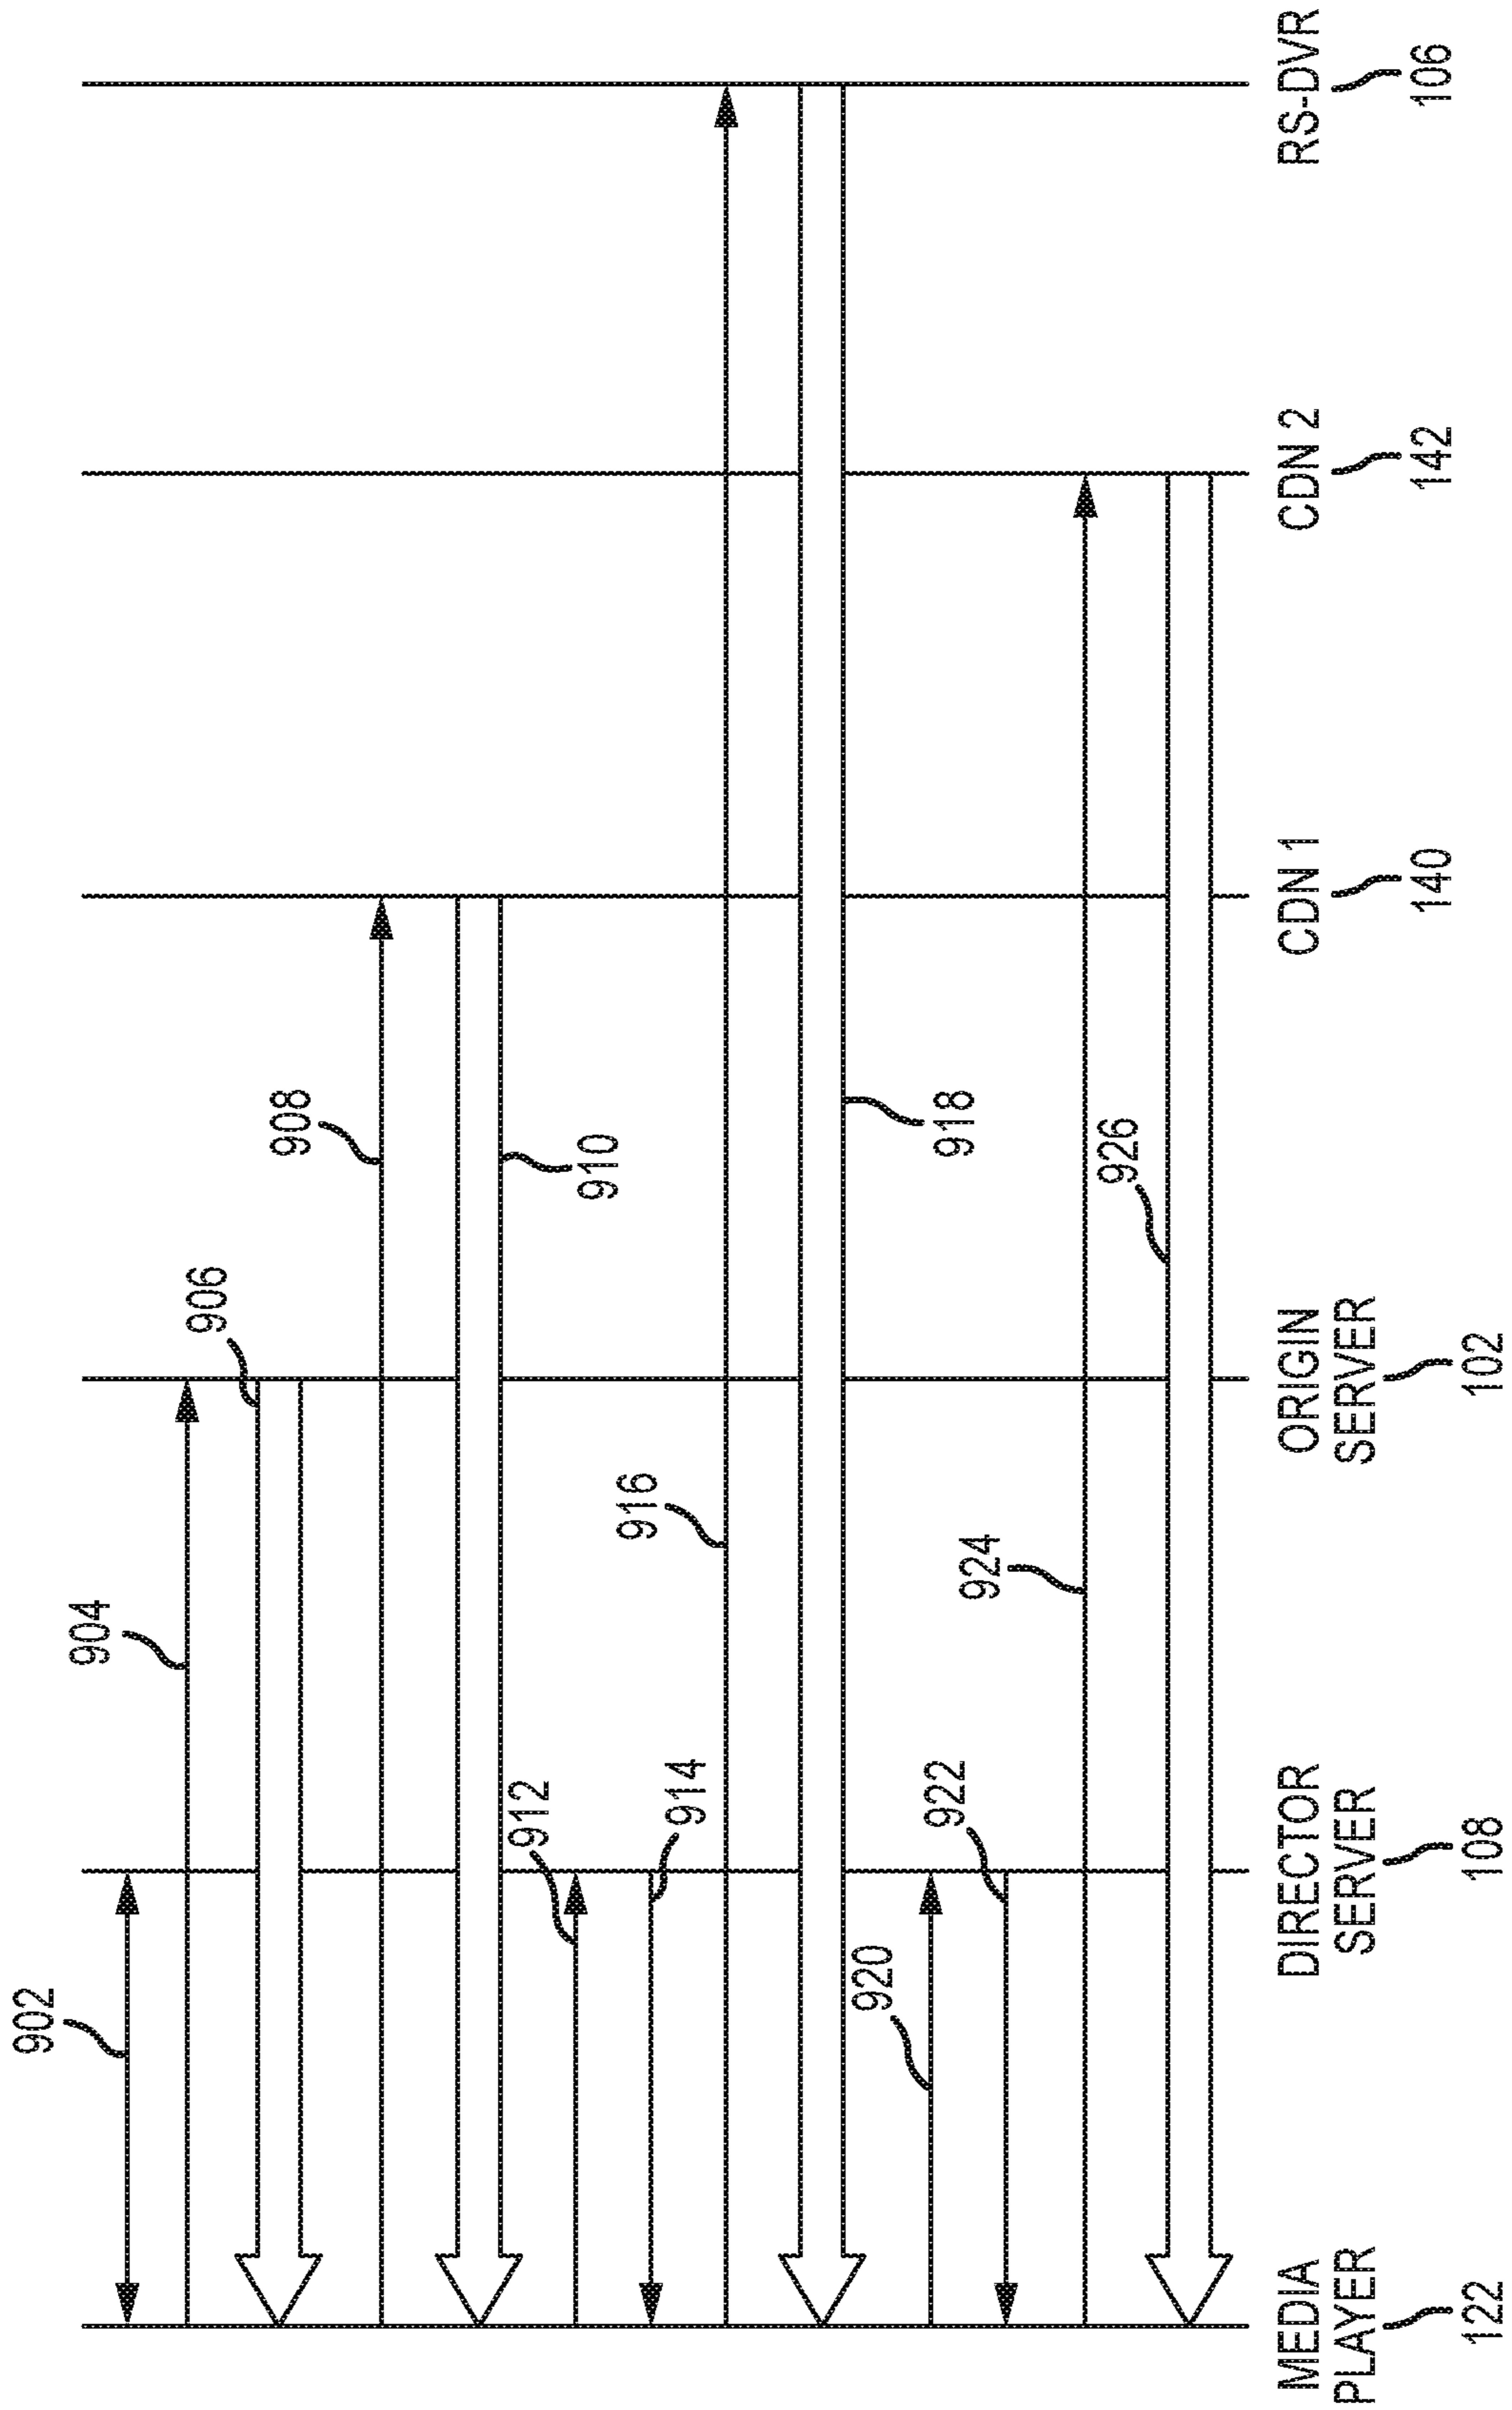 902
904
906
908
910
912
914
916
918
920
922
924
926
MEDIA
PLAYER
122
DIRECTOR
SERVER
108
ORIGIN
SERVER
102
CDN 1
140
CDN 2
142
RS-DVR
106